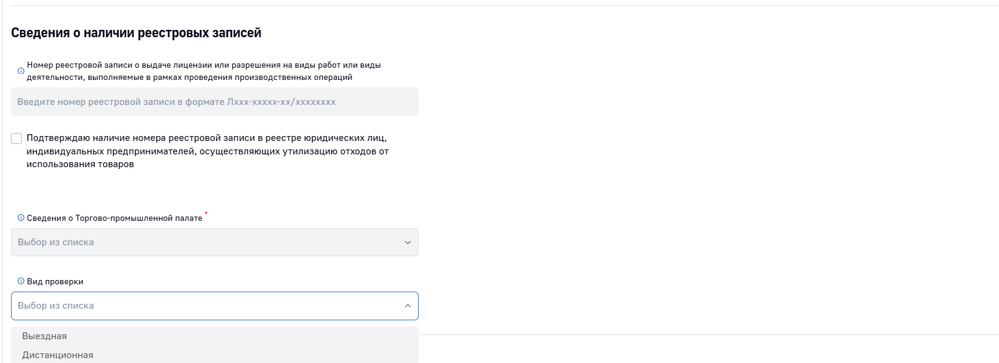 Сведения о наличии реестровых записей
Номер реестровой записи о выдаче лицензии или разрешения на виды работ или виды
деятельности, выполняемые в рамках проведения производственных операций
Введите номер реестровой записи в формате Лxxx-xxxxx-xx/xxxxxxxx
Подтверждаю наличие номера реестровой записи в реестре юридических лиц,
индивидуальных предпринимателей, осуществляющих утилизацию отходов от
использования товаров
Сведения о Торгово-промышленной палате
Выбор из списка
Вид проверки
Выбор из списка
Выездная
Дистанционная